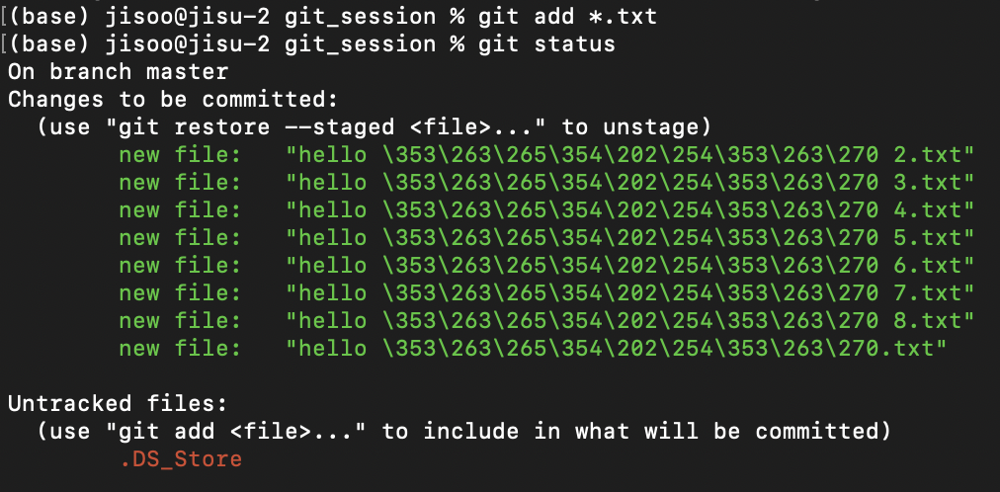 [(base) jisoo@jisu-2 git_session % git add *.txt
[(base) jisoo@jisu-2 git_session % git status
On branch master
Changes to be committed:
  (use "git restore --staged <file>..." to unstage)
        new file:   "hello \353\263\265\354\202\254\353\263\270 2.txt"
        new file:   "hello \353\263\265\354\202\254\353\263\270 3.txt"
        new file:   "hello \353\263\265\354\202\254\353\263\270 4.txt"
        new file:   "hello \353\263\265\354\202\254\353\263\270 5.txt"
        new file:   "hello \353\263\265\354\202\254\353\263\270 6.txt"
        new file:   "hello \353\263\265\354\202\254\353\263\270 7.txt"
        new file:   "hello \353\263\265\354\202\254\353\263\270 8.txt"
        new file:   "hello \353\263\265\354\202\254\353\263\270.txt"

Untracked files:
  (use "git add <file>..." to include in what will be committed)
        .DS_Store